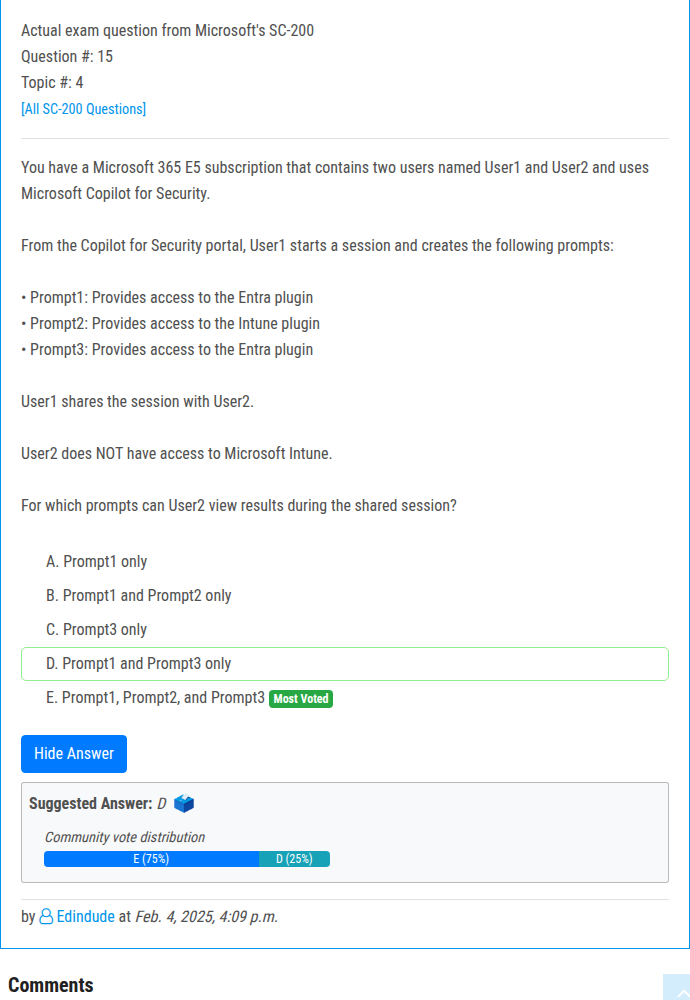 Actual exam question from Microsoft's SC-200
Question #: 15
Topic #: 4
[All SC-200 Questions]
You have a Microsoft 365 E5 subscription that contains two users named User1 and User2 and uses
Microsoft Copilot for Security.
From the Copilot for Security portal, User1 starts a session and creates the following prompts:
• Prompt1: Provides access to the Entra plugin
• Prompt2: Provides access to the Intune plugin
• Prompt3: Provides access to the Entra plugin
User1 shares the session with User2.
User2 does NOT have access to Microsoft Intune.
For which prompts can User2 view results during the shared session?
A. Prompt1 only
B. Prompt1 and Prompt2 only
C. Prompt3 only
D. Prompt1 and Prompt3 only
E. Prompt1, Prompt2, and Prompt3 Most Voted
Hide Answer
Suggested Answer: D
Community vote distribution
E (75%) D (25%)
by Edindude at Feb. 4, 2025, 4:09 p.m.
Comments